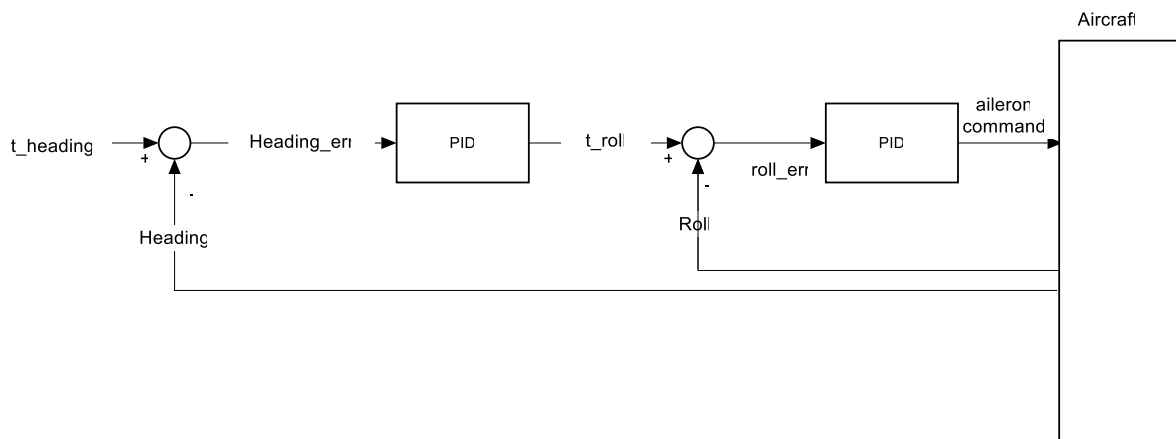 Aircraft
aileron
command
t_heading
+
-
Heading_err
PID
t_roll
+
-
roll_err
PID
Roll
Heading